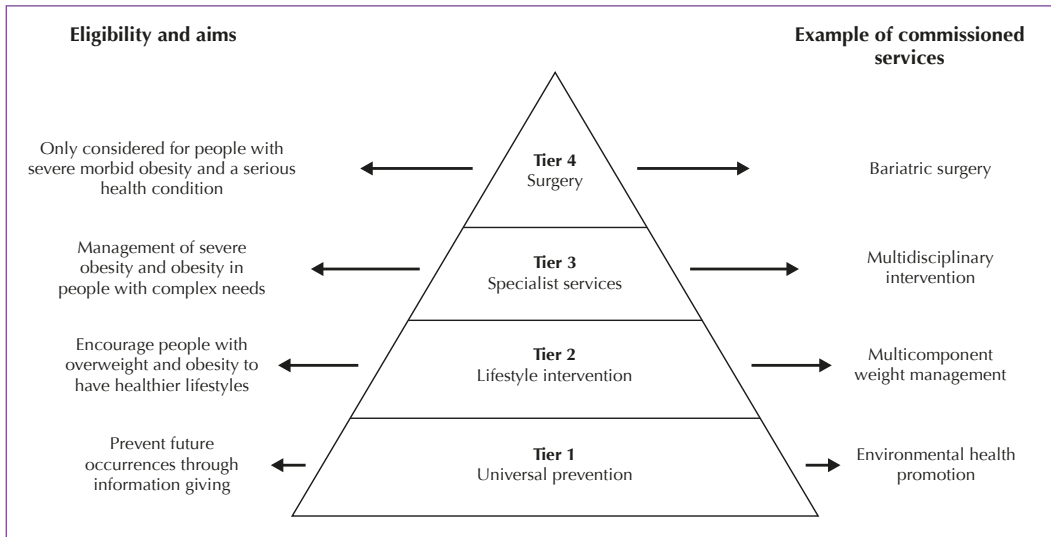 Eligibility and aims
Example of commissioned
services
Only considered for people with
severe morbid obesity and a serious
health condition
Tier 4
Surgery
Bariatric surgery
Management of severe
obesity and obesity in
people with complex needs
Tier 3
Specialist services
Multidisciplinary
intervention
Encourage people with
overweight and obesity to
have healthier lifestyles
Tier 2
Lifestyle intervention
Multicomponent
weight management
Prevent future
occurrences through
information giving
Tier 1
Universal prevention
Environmental health
promotion